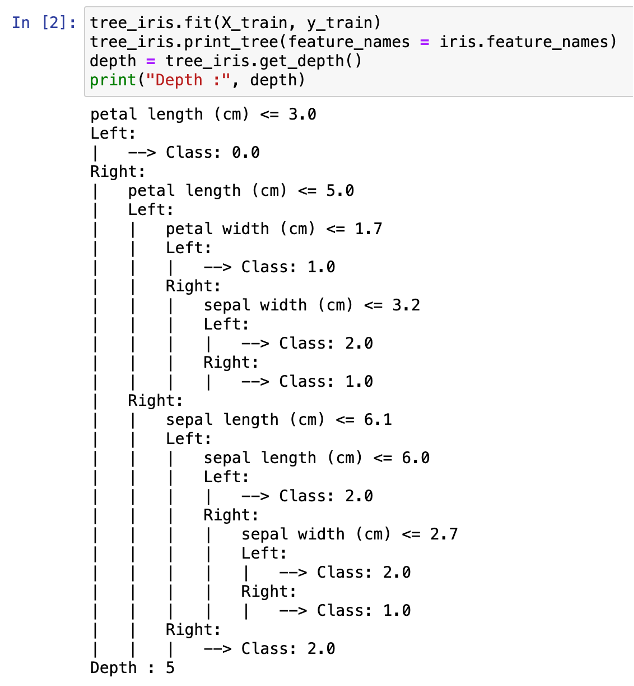 In [2]: tree_iris.fit(X_train, y_train)
tree_iris.print_tree(feature_names = iris.feature_names)
depth = tree_iris.get_depth()
print("Depth :", depth)
petal length (cm) <= 3.0
Left:
|   --> Class: 0.0
Right:
|   petal length (cm) <= 5.0
|   Left:
|   |   petal width (cm) <= 1.7
|   |   Left:
|   |   |   --> Class: 1.0
|   |   Right:
|   |   |   sepal width (cm) <= 3.2
|   |   |   Left:
|   |   |   |   --> Class: 2.0
|   |   |   Right:
|   |   |   |   --> Class: 1.0
|   Right:
|   |   sepal length (cm) <= 6.1
|   |   Left:
|   |   |   sepal length (cm) <= 6.0
|   |   |   Left:
|   |   |   |   --> Class: 2.0
|   |   |   Right:
|   |   |   |   sepal width (cm) <= 2.7
|   |   |   |   Left:
|   |   |   |   |   --> Class: 2.0
|   |   |   |   Right:
|   |   |   |   |   --> Class: 1.0
|   |   Right:
|   |   |   --> Class: 2.0
Depth : 5